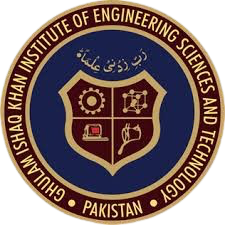 GHULAM ISHAQ KHAN INSTITUTE OF ENGINEERING SCIENCES AND TECHNOLOGY
رَبِّ زِدْنِي عِلْمًا
• PAKISTAN •